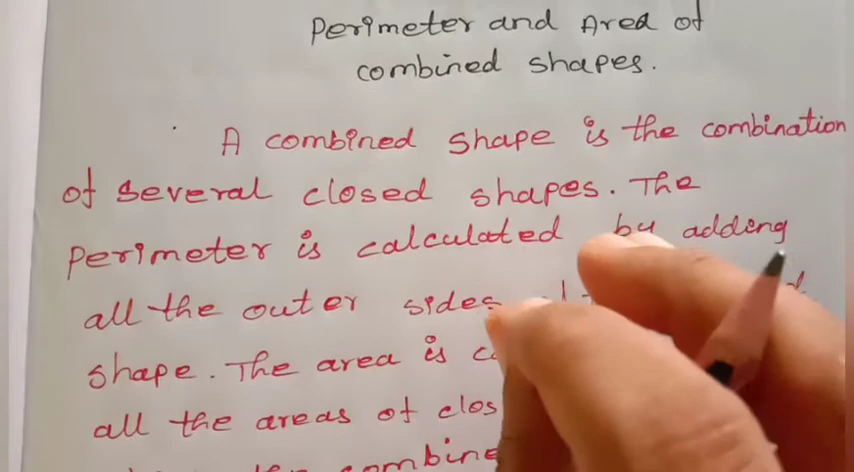 Perimeter and Area of
combined shapes.
A combined shape is the combination
of several closed shapes. The
perimeter is calculated by adding
all the outer sides
shape. The area is
all the areas of